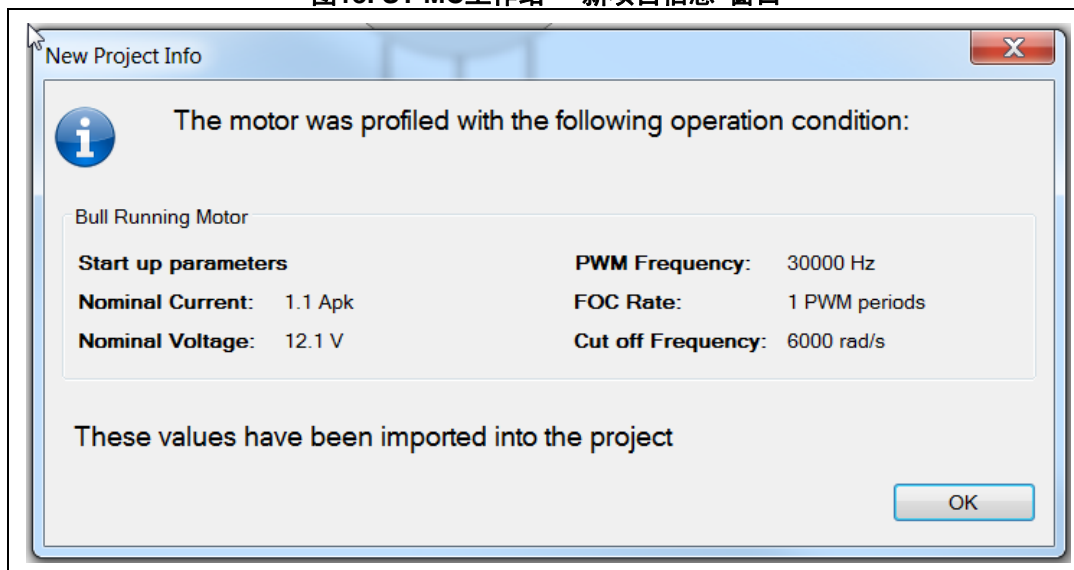 New Project Info
The motor was profiled with the following operation condition:
Bull Running Motor
Start up parameters
PWM Frequency: 30000 Hz
Nominal Current: 1.1 Apk
FOC Rate: 1 PWM periods
Nominal Voltage: 12.1 V
Cut off Frequency: 6000 rad/s
These values have been imported into the project
OK